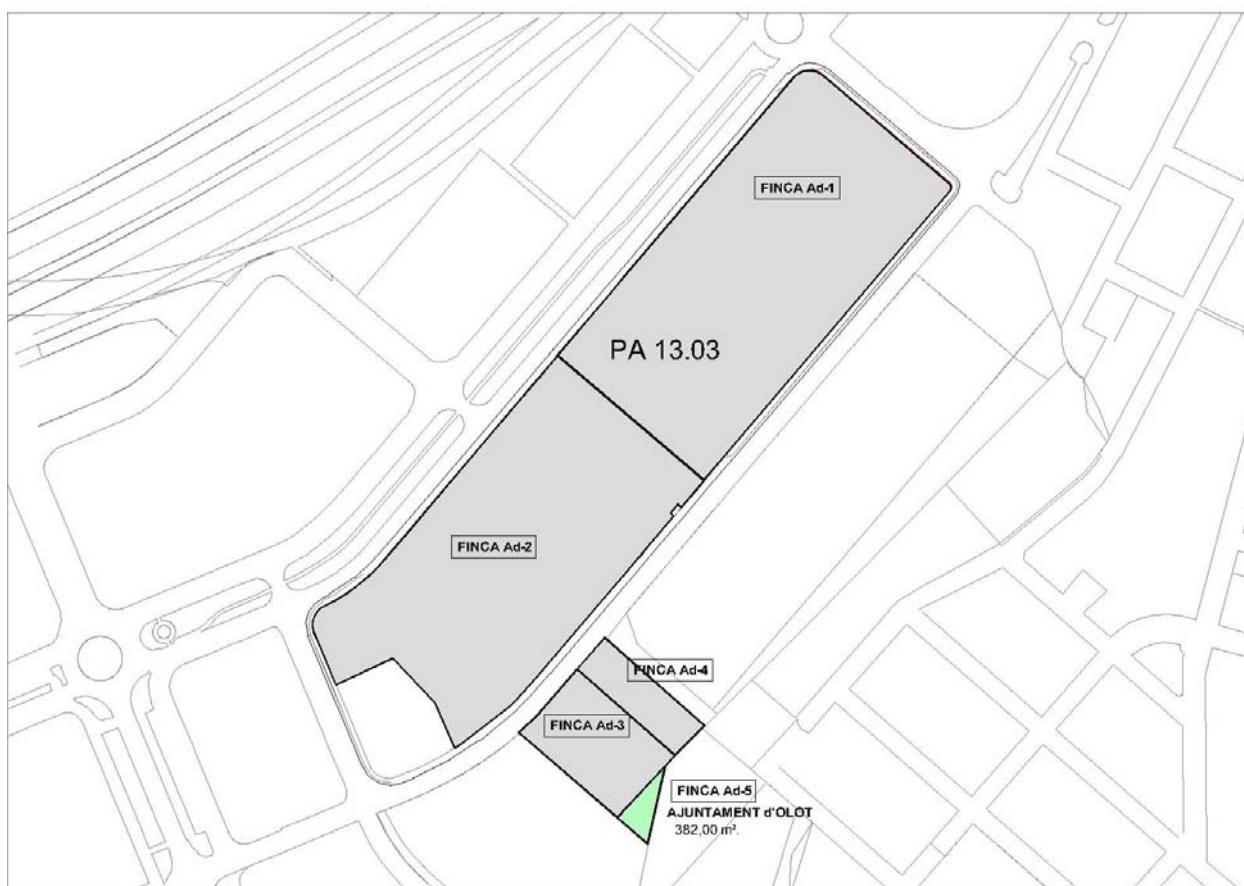 FINCA Ad-1
PA 13.03
FINCA Ad-2
FINCA Ad-4
FINCA Ad-3
FINCA Ad-5
AJUNTAMENT d'OLOT
382,00 m².